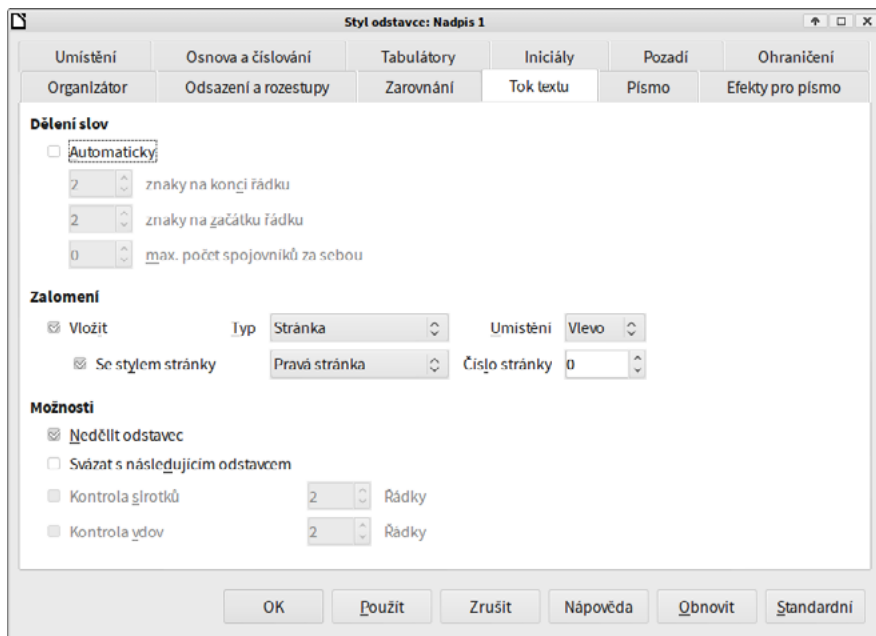 Styl odstavce: Nadpis 1
Umístění Osnova a číslování Tabulátory Iniciály Pozadí Ohraničení
Organizátor Odsazení a rozestupy Zarovnání Tok textu Písmo Efekty pro písmo
Dělení slov
Automaticky
2 znaky na konci řádku
2 znaky na začátku řádku
0 max. počet spojovníků za sebou
Zalomení
Vložit Typ Stránka Umístění Vlevo
Se stylem stránky Pravá stránka Číslo stránky 0
Možnosti
Nedělit odstavec
Svázat s následujícím odstavcem
Kontrola sirotků 2 Řádky
Kontrola vdov 2 Řádky
OK Použít Zrušit Nápověda Obnovit Standardní